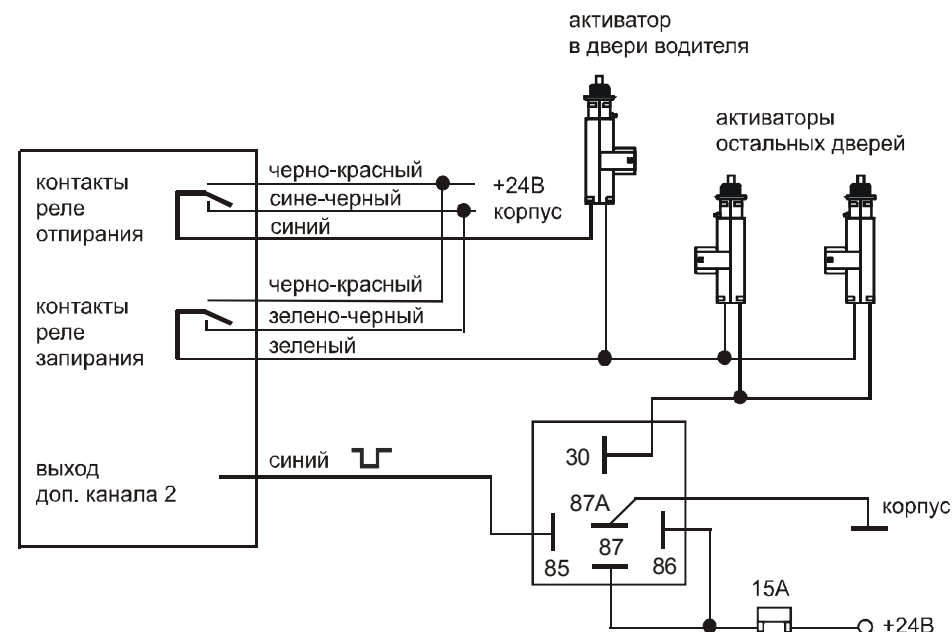 активатор
в двери водителя
активаторы
остальных дверей
контакты
реле
отпирания
черно-красный
сине-черный
синий
+24В
корпус
контакты
реле
запирания
черно-красный
зелено-черный
зеленый
выход
доп. канала 2
синий
30
87А
87
85
86
корпус
15А
+24В